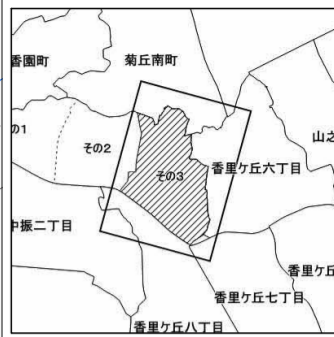 香園町
菊丘南町
の1
その2
その3
香里ケ丘六丁目
山之
中振二丁目
香里ケ丘
香里ケ丘七丁目
香里ケ丘八丁目